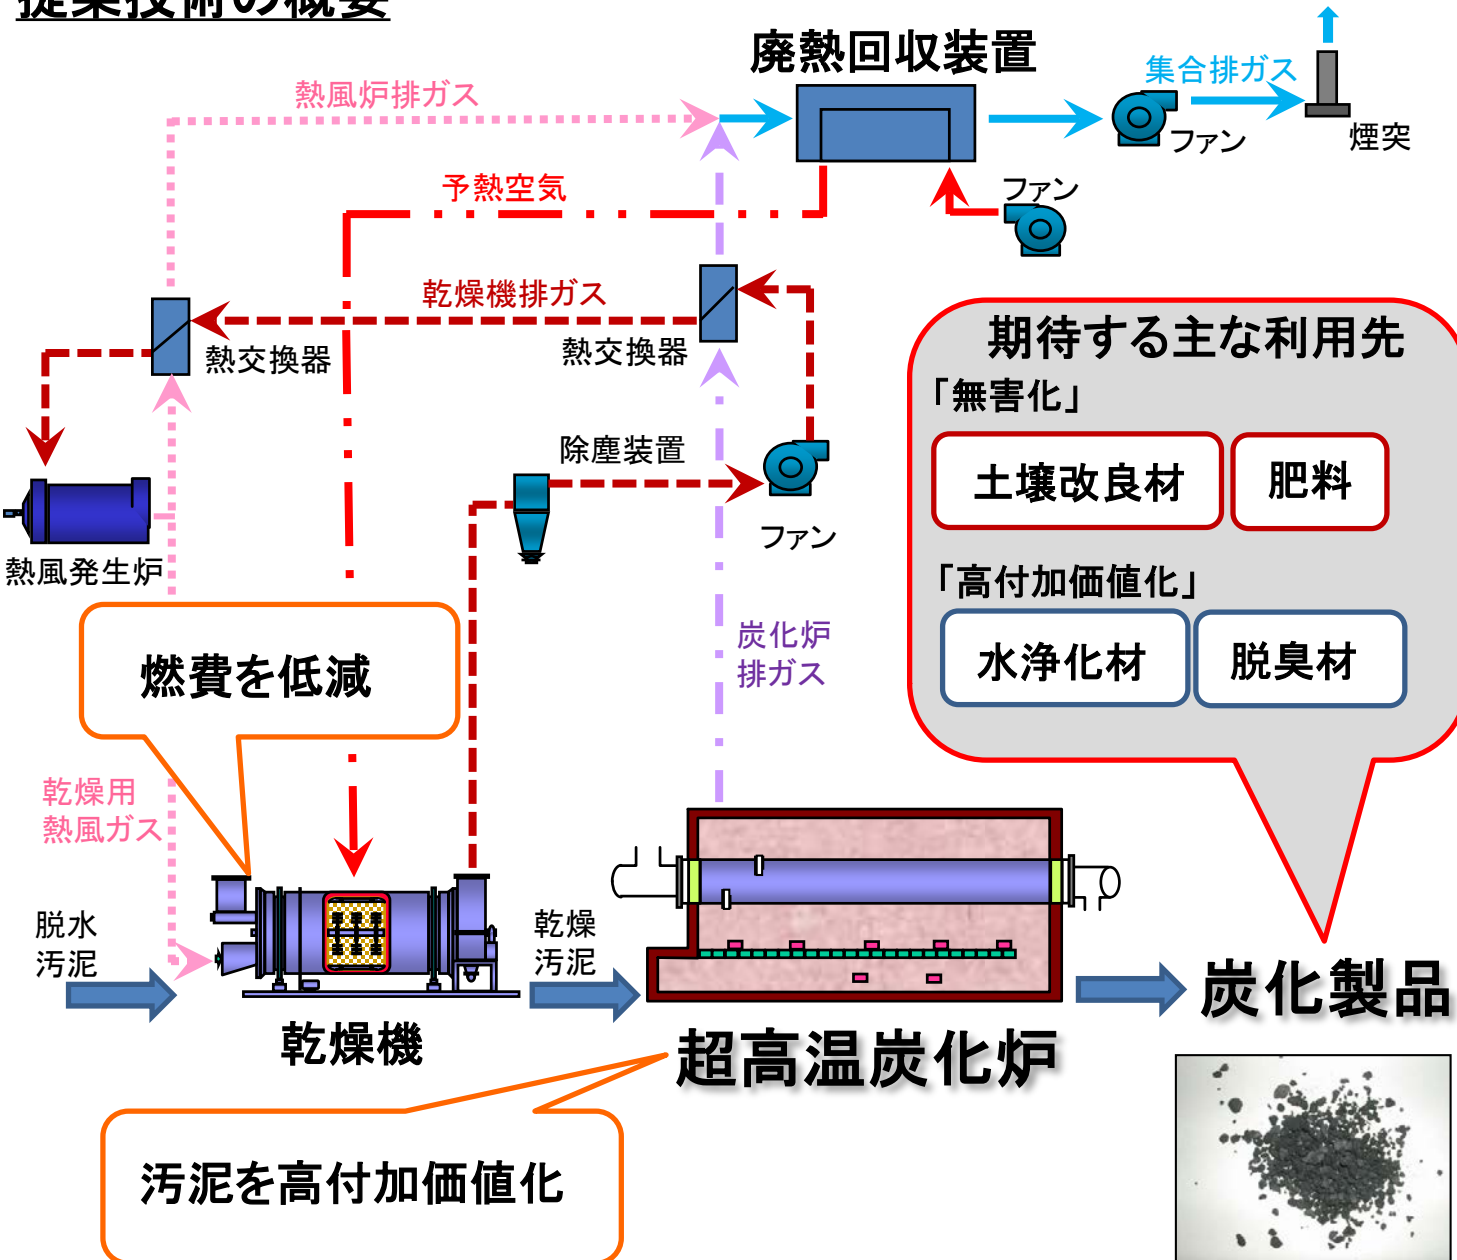 提案技術の概要
廃熱回収装置
集合排ガス
熱風炉排ガス
ファン
煙突
予熱空気
ファン
乾燥機排ガス
熱交換器
熱交換器
期待する主な利用先
「無害化」
土壌改良材
肥料
除塵装置
ファン
熱風発生炉
「高付加価値化」
水浄化材
脱臭材
炭化炉
排ガス
燃費を低減
乾燥用
熱風ガス
脱水
汚泥
乾燥
汚泥
乾燥機
超高温炭化炉
炭化製品
汚泥を高付加価値化